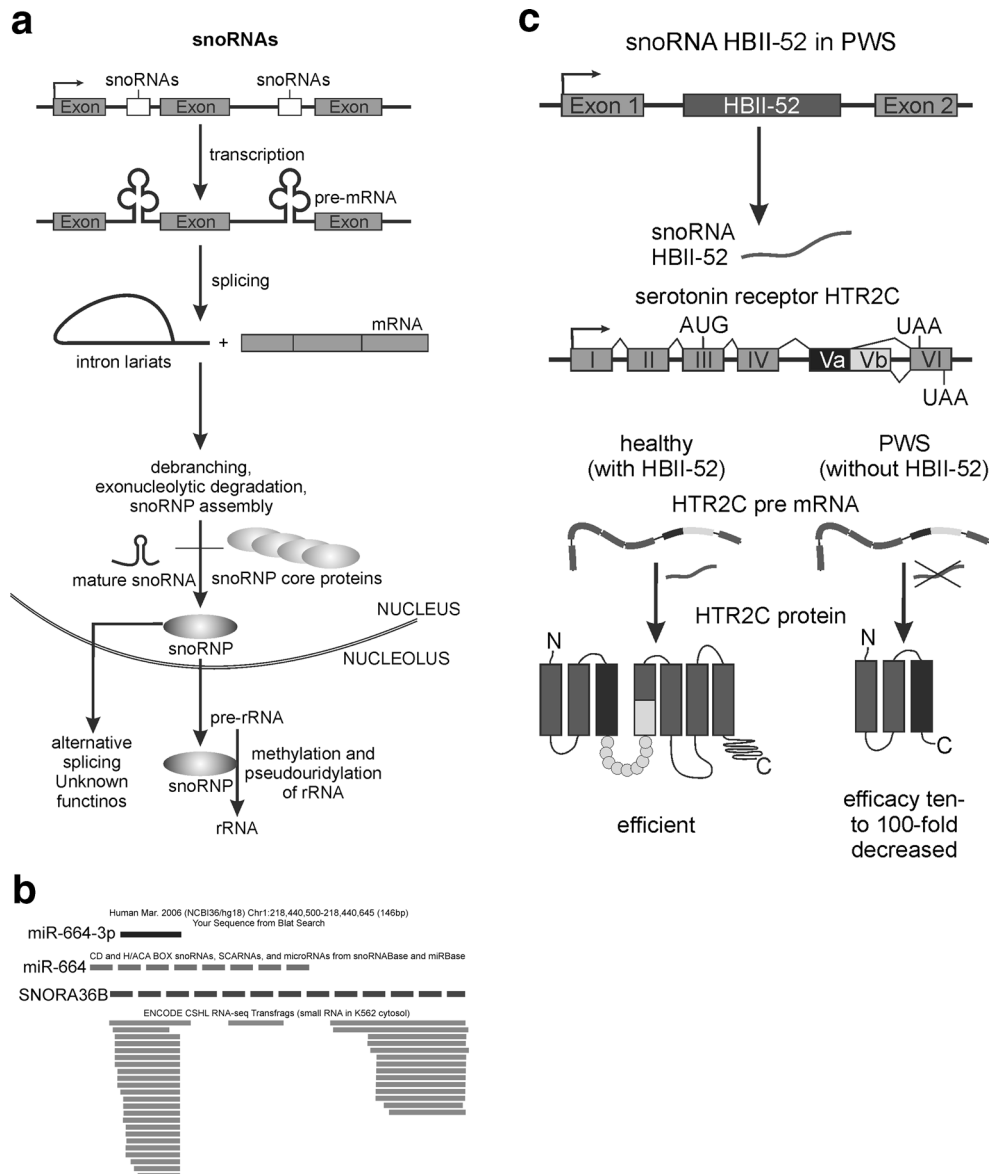 a
snoRNAs
snoRNAs snoRNAs
Exon Exon Exon
transcription
pre-mRNA
Exon Exon Exon
splicing
mRNA
+
intron lariats
debranching,
exonucleolytic degradation,
snoRNP assembly
mature snoRNA
snoRNP core proteins
NUCLEUS
snoRNP
NUCLEOLUS
pre-rRNA
alternative
splicing
Unknown
functinos
snoRNP
methylation and
pseudouridylation
of rRNA
rRNA
b
Human Mar. 2006 (NCBI36/hg18) Chr1:218,440,500-218,440,645 (146bp)
Your Sequence from Blat Search
miR-664-3p
CD and H/ACA BOX snoRNAs, SCARNAs, and microRNAs from snoRNABase and miRBase
miR-664
SNORA36B
ENCODE CSHL RNA-seq Transfrags (small RNA in K562 cytosol)
c
snoRNA HBII-52 in PWS
Exon 1 HBII-52 Exon 2
snoRNA
HBII-52
serotonin receptor HTR2C
AUG UAA
I II III IV Va Vb VI
UAA
healthy
(with HBII-52)
PWS
(without HBII-52)
HTR2C pre mRNA
HTR2C protein
N
C
N
C
efficient
efficacy ten-
to 100-fold
decreased